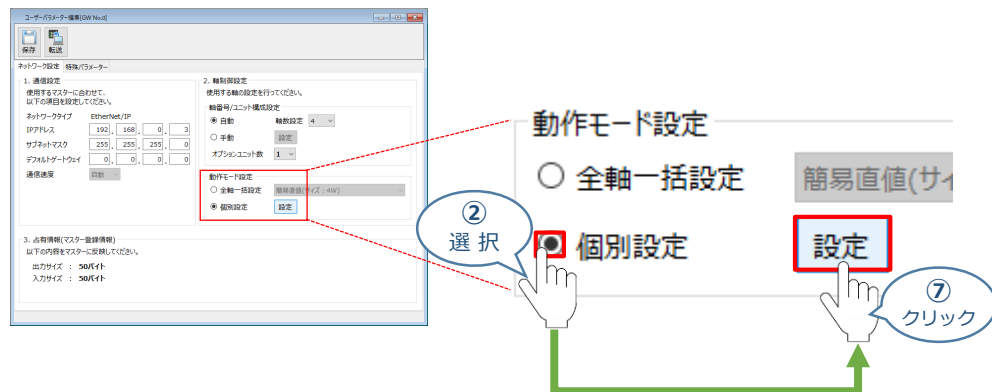 ユーザーパラメーター編集[GW No.0]
保存 転送
ネットワーク設定 特殊パラメーター
1. 通信設定
使用するマスターに合わせて、
以下の項目を設定してください。
ネットワークタイプ EtherNet/IP
IPアドレス 192 . 168 . 0 . 3
サブネットマスク 255 . 255 . 255 . 0
デフォルトゲートウェイ 0 . 0 . 0 . 0
通信速度 自動
2. 軸制御設定
使用する軸の設定を行ってください。
軸番号/ユニット構成設定
自動 軸数設定 4
手動 設定
オプションユニット数 1
動作モード設定
全軸一括設定 簡易直値(サイズ:4W)
個別設定 設定
3. 占有情報(マスター登録情報)
以下の内容をマスターに反映してください。
出力サイズ : 50バイト
入力サイズ : 50バイト
動作モード設定
全軸一括設定 簡易直値(サイ
個別設定 設定
②
選 択
⑦
クリック